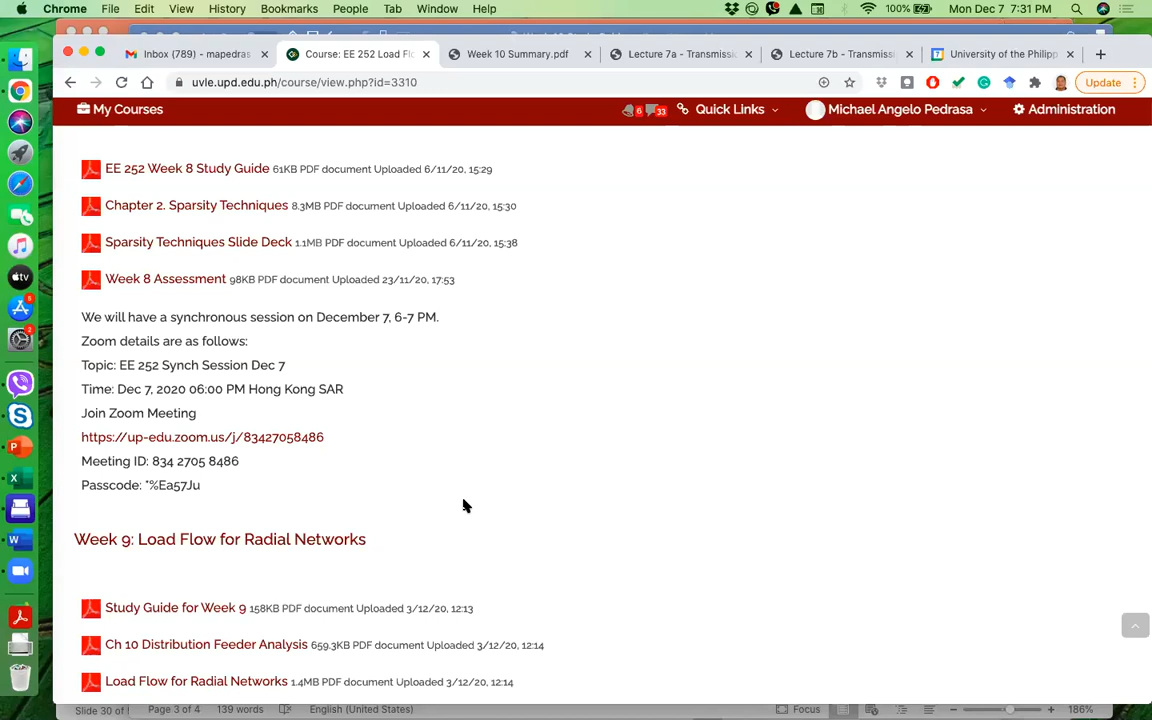 Chrome File Edit View History Bookmarks People Tab Window Help 100% Mon Dec 7 7:31 PM
Inbox (789) - mapedras Course: EE 252 Load Fl Week 10 Summary.pdf Lecture 7a - Transmissio Lecture 7b - Transmissi University of the Philipp
uvle.upd.edu.ph/course/view.php?id=3310 Update
My Courses 6 33 Quick Links Michael Angelo Pedrasa Administration
EE 252 Week 8 Study Guide 61KB PDF document Uploaded 6/11/20, 15:29
Chapter 2. Sparsity Techniques 8.3MB PDF document Uploaded 6/11/20, 15:30
Sparsity Techniques Slide Deck 1.1MB PDF document Uploaded 6/11/20, 15:38
Week 8 Assessment 98KB PDF document Uploaded 23/11/20, 17:53
We will have a synchronous session on December 7, 6-7 PM.
Zoom details are as follows:
Topic: EE 252 Synch Session Dec 7
Time: Dec 7, 2020 06:00 PM Hong Kong SAR
Join Zoom Meeting
https://up-edu.zoom.us/j/83427058486
Meeting ID: 834 2705 8486
Passcode: *%Ea57Ju
Week 9: Load Flow for Radial Networks
Study Guide for Week 9 158KB PDF document Uploaded 3/12/20, 12:13
Ch 10 Distribution Feeder Analysis 659.3KB PDF document Uploaded 3/12/20, 12:14
Load Flow for Radial Networks 1.4MB PDF document Uploaded 3/12/20, 12:14
Slide 30 of Page 3 of 4 139 words English (United States) Focus 186%